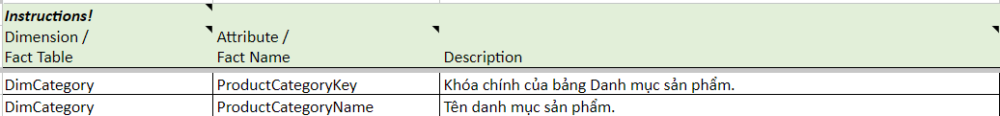 Instructions!
Dimension / Attribute /
Fact Table Fact Name Description
DimCategory ProductCategoryKey Khóa chính của bảng Danh mục sản phẩm.
DimCategory ProductCategoryName Tên danh mục sản phẩm.